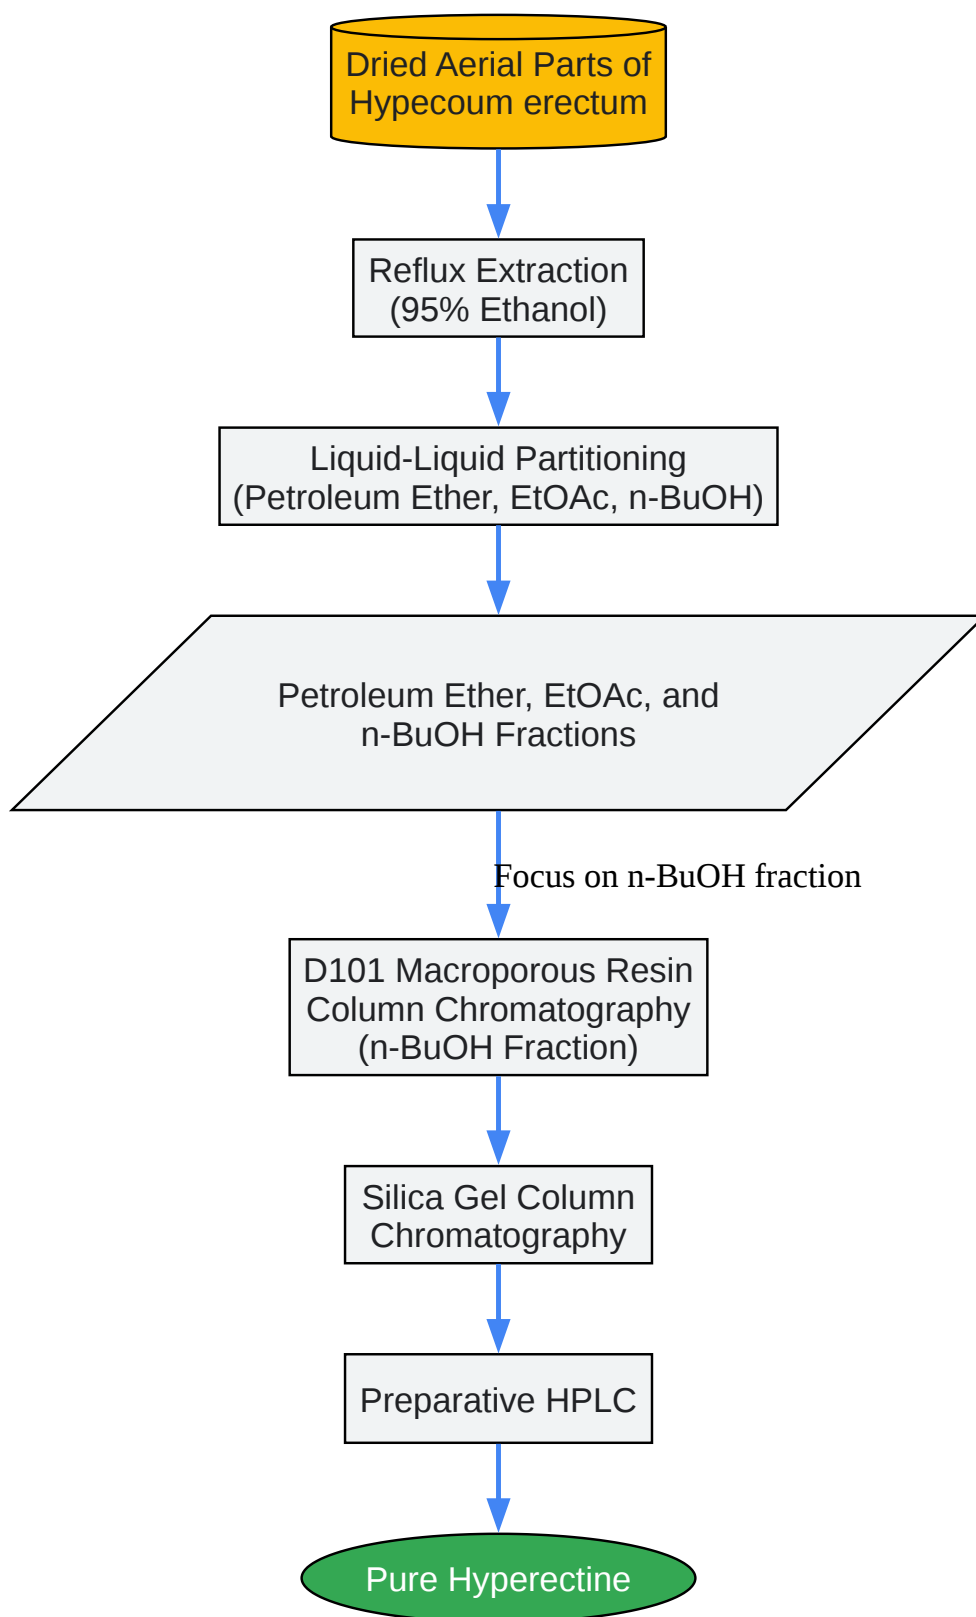 Dried Aerial Parts of
Hypecoum erectum
Reflux Extraction
(95% Ethanol)
Liquid-Liquid Partitioning
(Petroleum Ether, EtOAc, n-BuOH)
Petroleum Ether, EtOAc, and
n-BuOH Fractions
Focus on n-BuOH fraction
D101 Macroporous Resin
Column Chromatography
(n-BuOH Fraction)
Silica Gel Column
Chromatography
Preparative HPLC
Pure Hyperectine